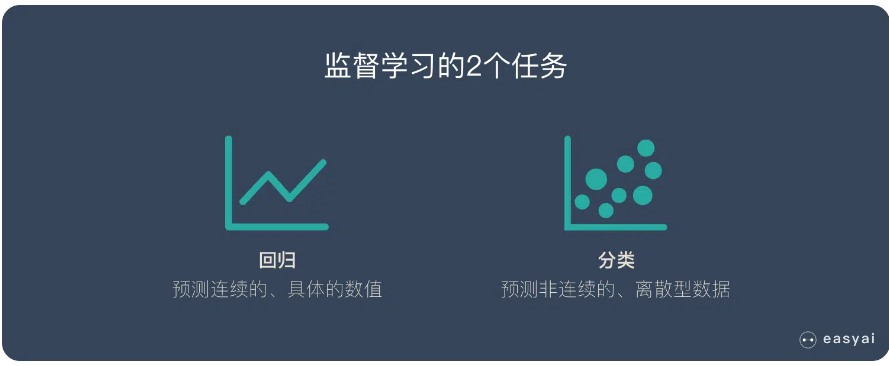 监督学习的2个任务
回归
预测连续的、具体的数值
分类
预测非连续的、离散型数据
easyai